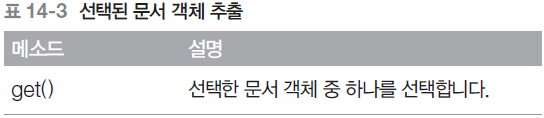 표 14-3 선택된 문서 객체 추출
메소드 설명
get() 선택한 문서 객체 중 하나를 선택합니다.